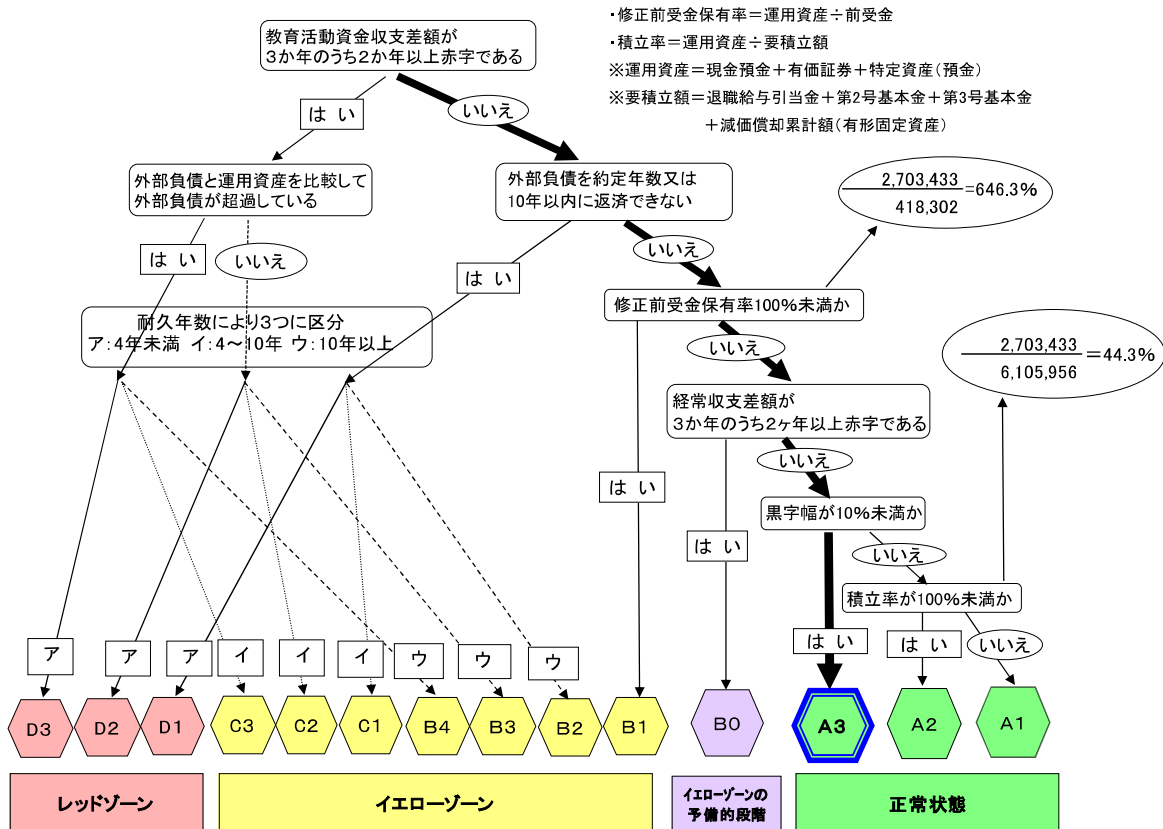 ・修正前受金保有率＝運用資産÷前受金
・積立率＝運用資産÷要積立額
※運用資産＝現金預金＋有価証券＋特定資産（預金）
※要積立額＝退職給与引当金＋第2号基本金＋第3号基本金
＋減価償却累計額（有形固定資産）
教育活動資金収支差額が
3か年のうち2か年以上赤字である
はい
いいえ
外部負債と運用資産を比較して
外部負債が超過している
外部負債を約定年数又は
10年以内に返済できない
2,703,433
418,302
=646.3%
はい
いいえ
はい
いいえ
修正前受金保有率100%未満か
耐久年数により3つに区分
ア:4年未満 イ:4～10年 ウ:10年以上
いいえ
2,703,433
6,105,956
=44.3%
経常収支差額が
3か年のうち2ヶ年以上赤字である
いいえ
はい
黒字幅が10%未満か
はい
いいえ
積立率が100%未満か
はい
はい
いいえ
ア
ア
ア
イ
イ
イ
ウ
ウ
ウ
D3
D2
D1
C3
C2
C1
B4
B3
B2
B1
B0
A3
A2
A1
レッドゾーン
イエローゾーン
イエローゾーンの
予備的段階
正常状態